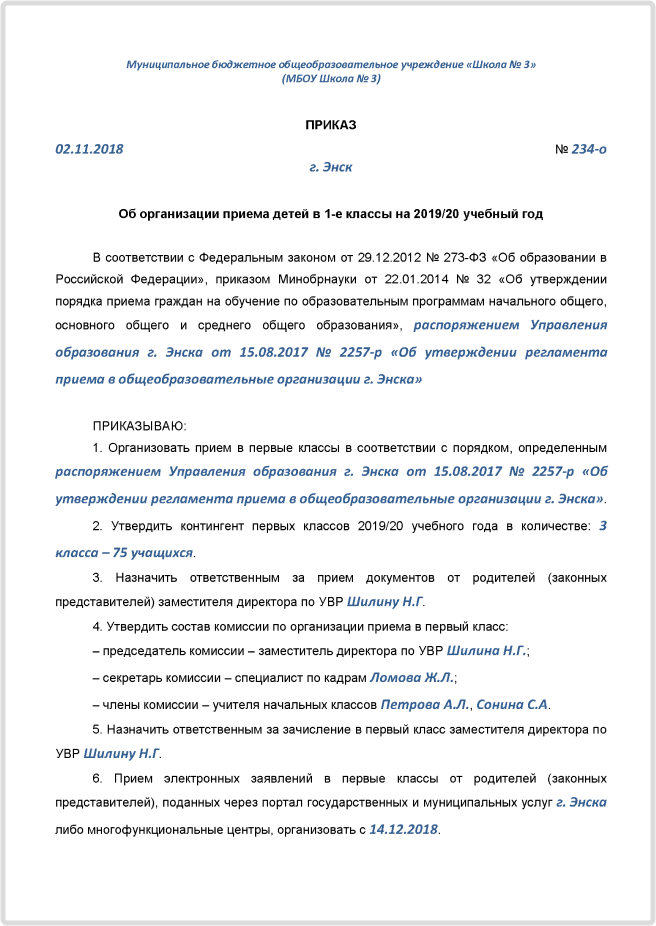 Муниципальное бюджетное общеобразовательное учреждение «Школа № 3»
(МБОУ Школа № 3)
ПРИКАЗ
02.11.2018 № 234-о
г. Энск
Об организации приема детей в 1-е классы на 2019/20 учебный год
В соответствии с Федеральным законом от 29.12.2012 № 273-ФЗ «Об образовании в
Российской Федерации», приказом Минобрнауки от 22.01.2014 № 32 «Об утверждении
порядка приема граждан на обучение по образовательным программам начального общего,
основного общего и среднего общего образования», распоряжением Управления
образования г. Энска от 15.08.2017 № 2257-р «Об утверждении регламента
приема в общеобразовательные организации г. Энска»
ПРИКАЗЫВАЮ:
1. Организовать прием в первые классы в соответствии с порядком, определенным
распоряжением Управления образования г. Энска от 15.08.2017 № 2257-р «Об
утверждении регламента приема в общеобразовательные организации г. Энска».
2. Утвердить контингент первых классов 2019/20 учебного года в количестве: 3
класса – 75 учащихся.
3. Назначить ответственным за прием документов от родителей (законных
представителей) заместителя директора по УВР Шилину Н.Г.
4. Утвердить состав комиссии по организации приема в первый класс:
– председатель комиссии – заместитель директора по УВР Шилина Н.Г.;
– секретарь комиссии – специалист по кадрам Ломова Ж.Л.;
– члены комиссии – учителя начальных классов Петрова А.Л., Сонина С.А.
5. Назначить ответственным за зачисление в первый класс заместителя директора по
УВР Шилину Н.Г.
6. Прием электронных заявлений в первые классы от родителей (законных
представителей), поданных через портал государственных и муниципальных услуг г. Энска
либо многофункциональные центры, организовать с 14.12.2018.